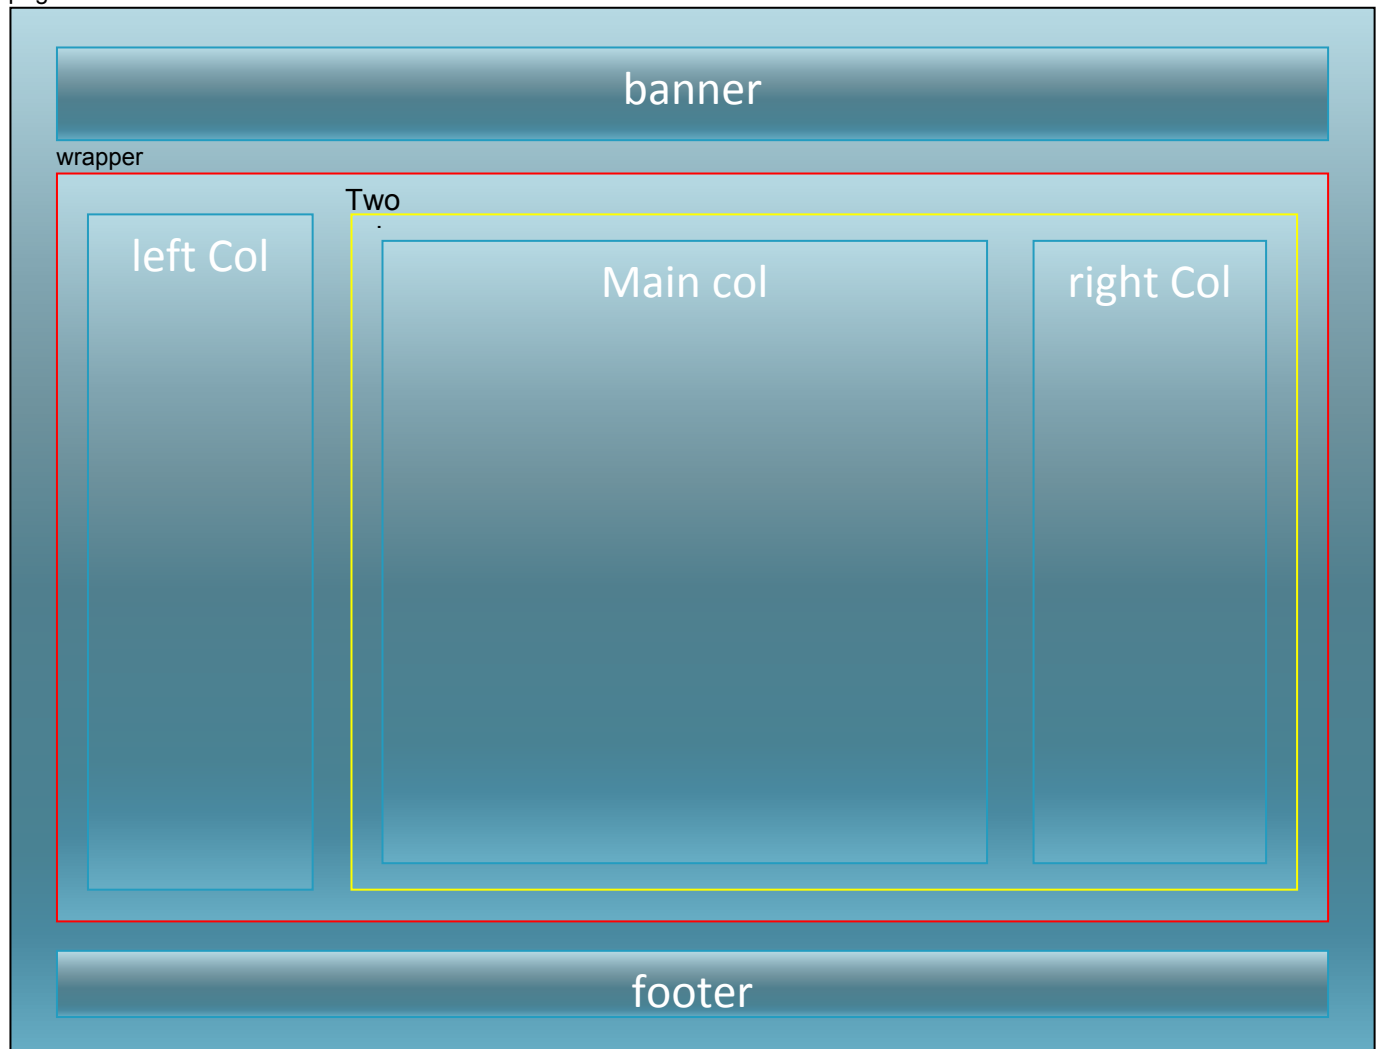 banner
wrapper
Two
left Col
Main col
right Col
footer